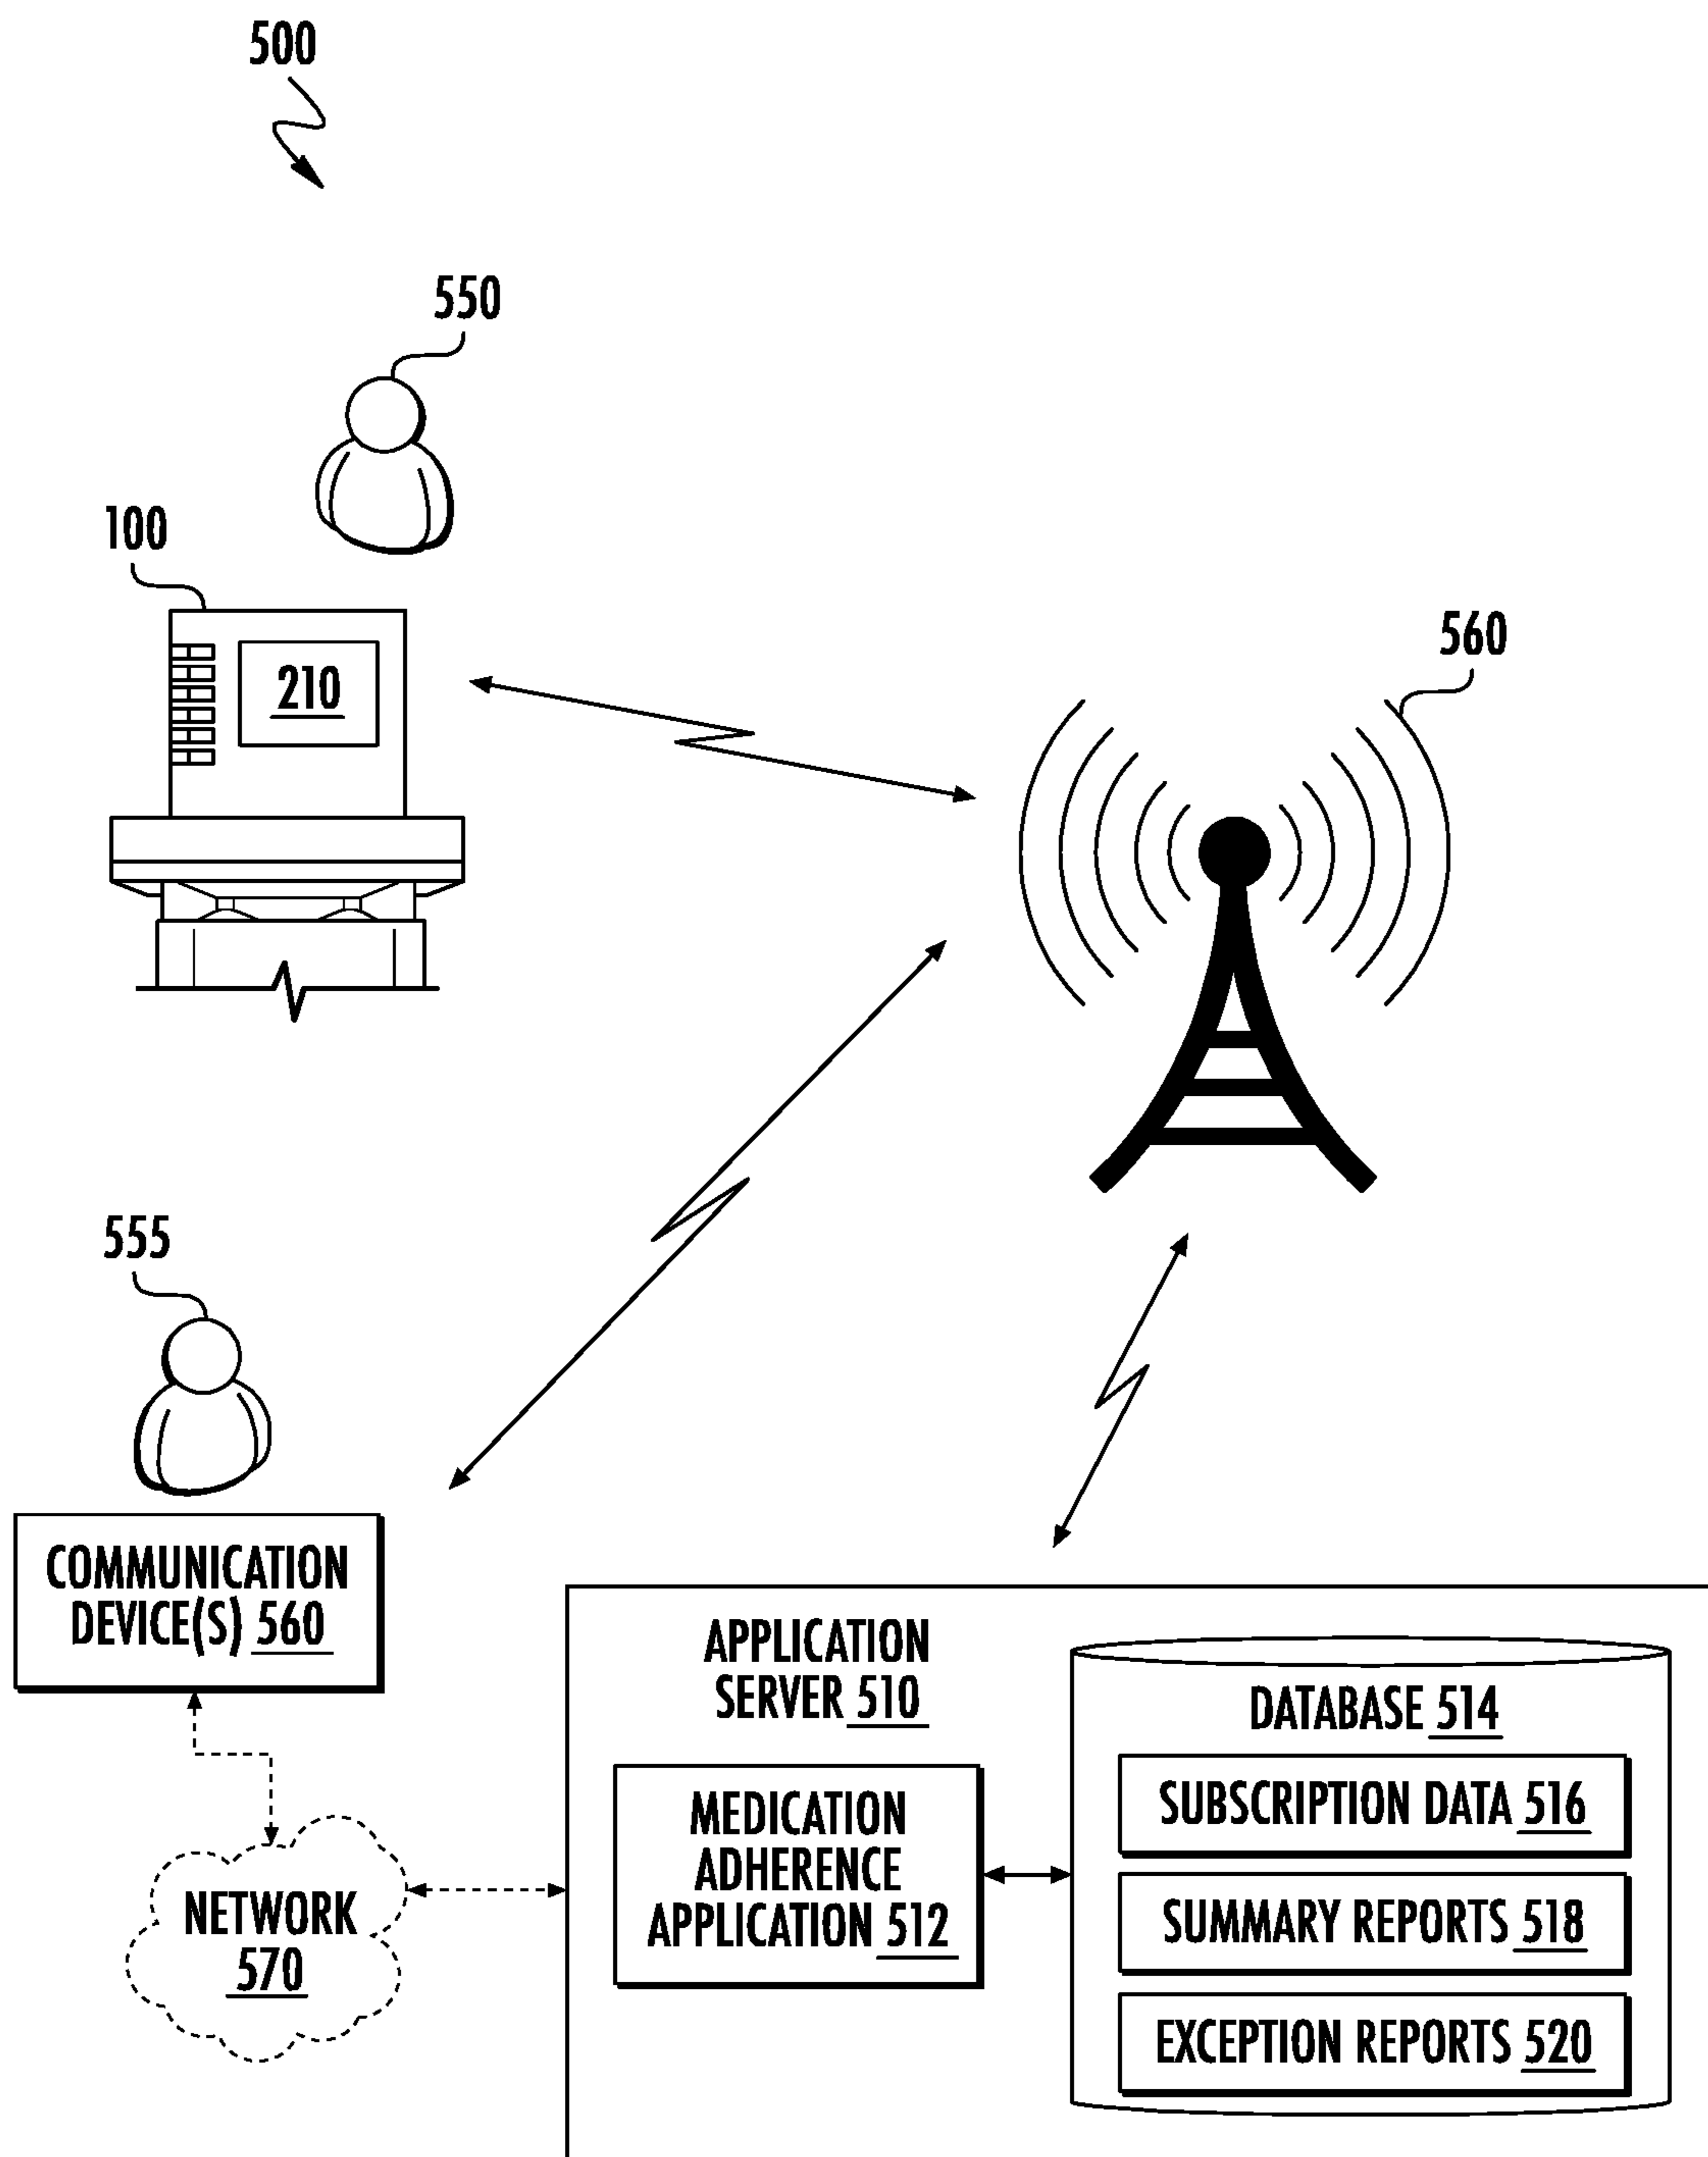 500
550
100
210
560
555
COMMUNICATION
DEVICE(S) 560
APPLICATION
SERVER 510
DATABASE 514
SUBSCRIPTION DATA 516
MEDICATION
ADHERENCE
APPLICATION 512
SUMMARY REPORTS 518
EXCEPTION REPORTS 520
NETWORK
570